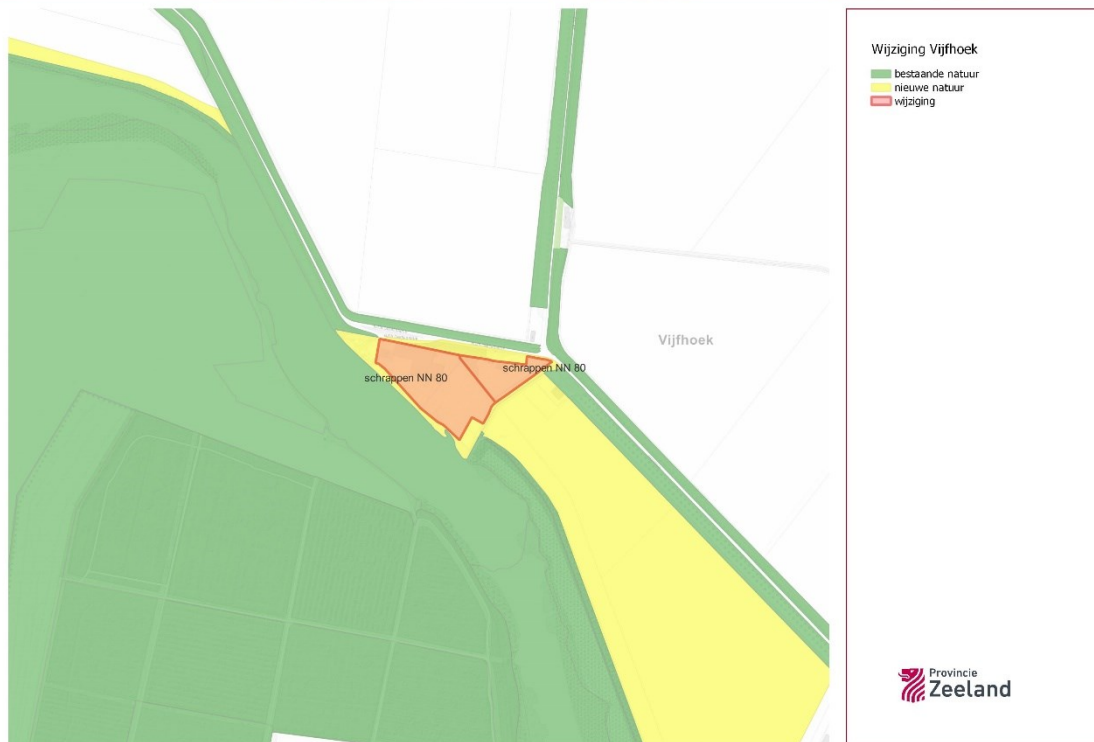 Wijziging Vijfhoek
bestaande natuur
nieuwe natuur
wijziging
Vijfhoek
schrappen NN 80
schrappen NN 80
Provincie
Zeeland